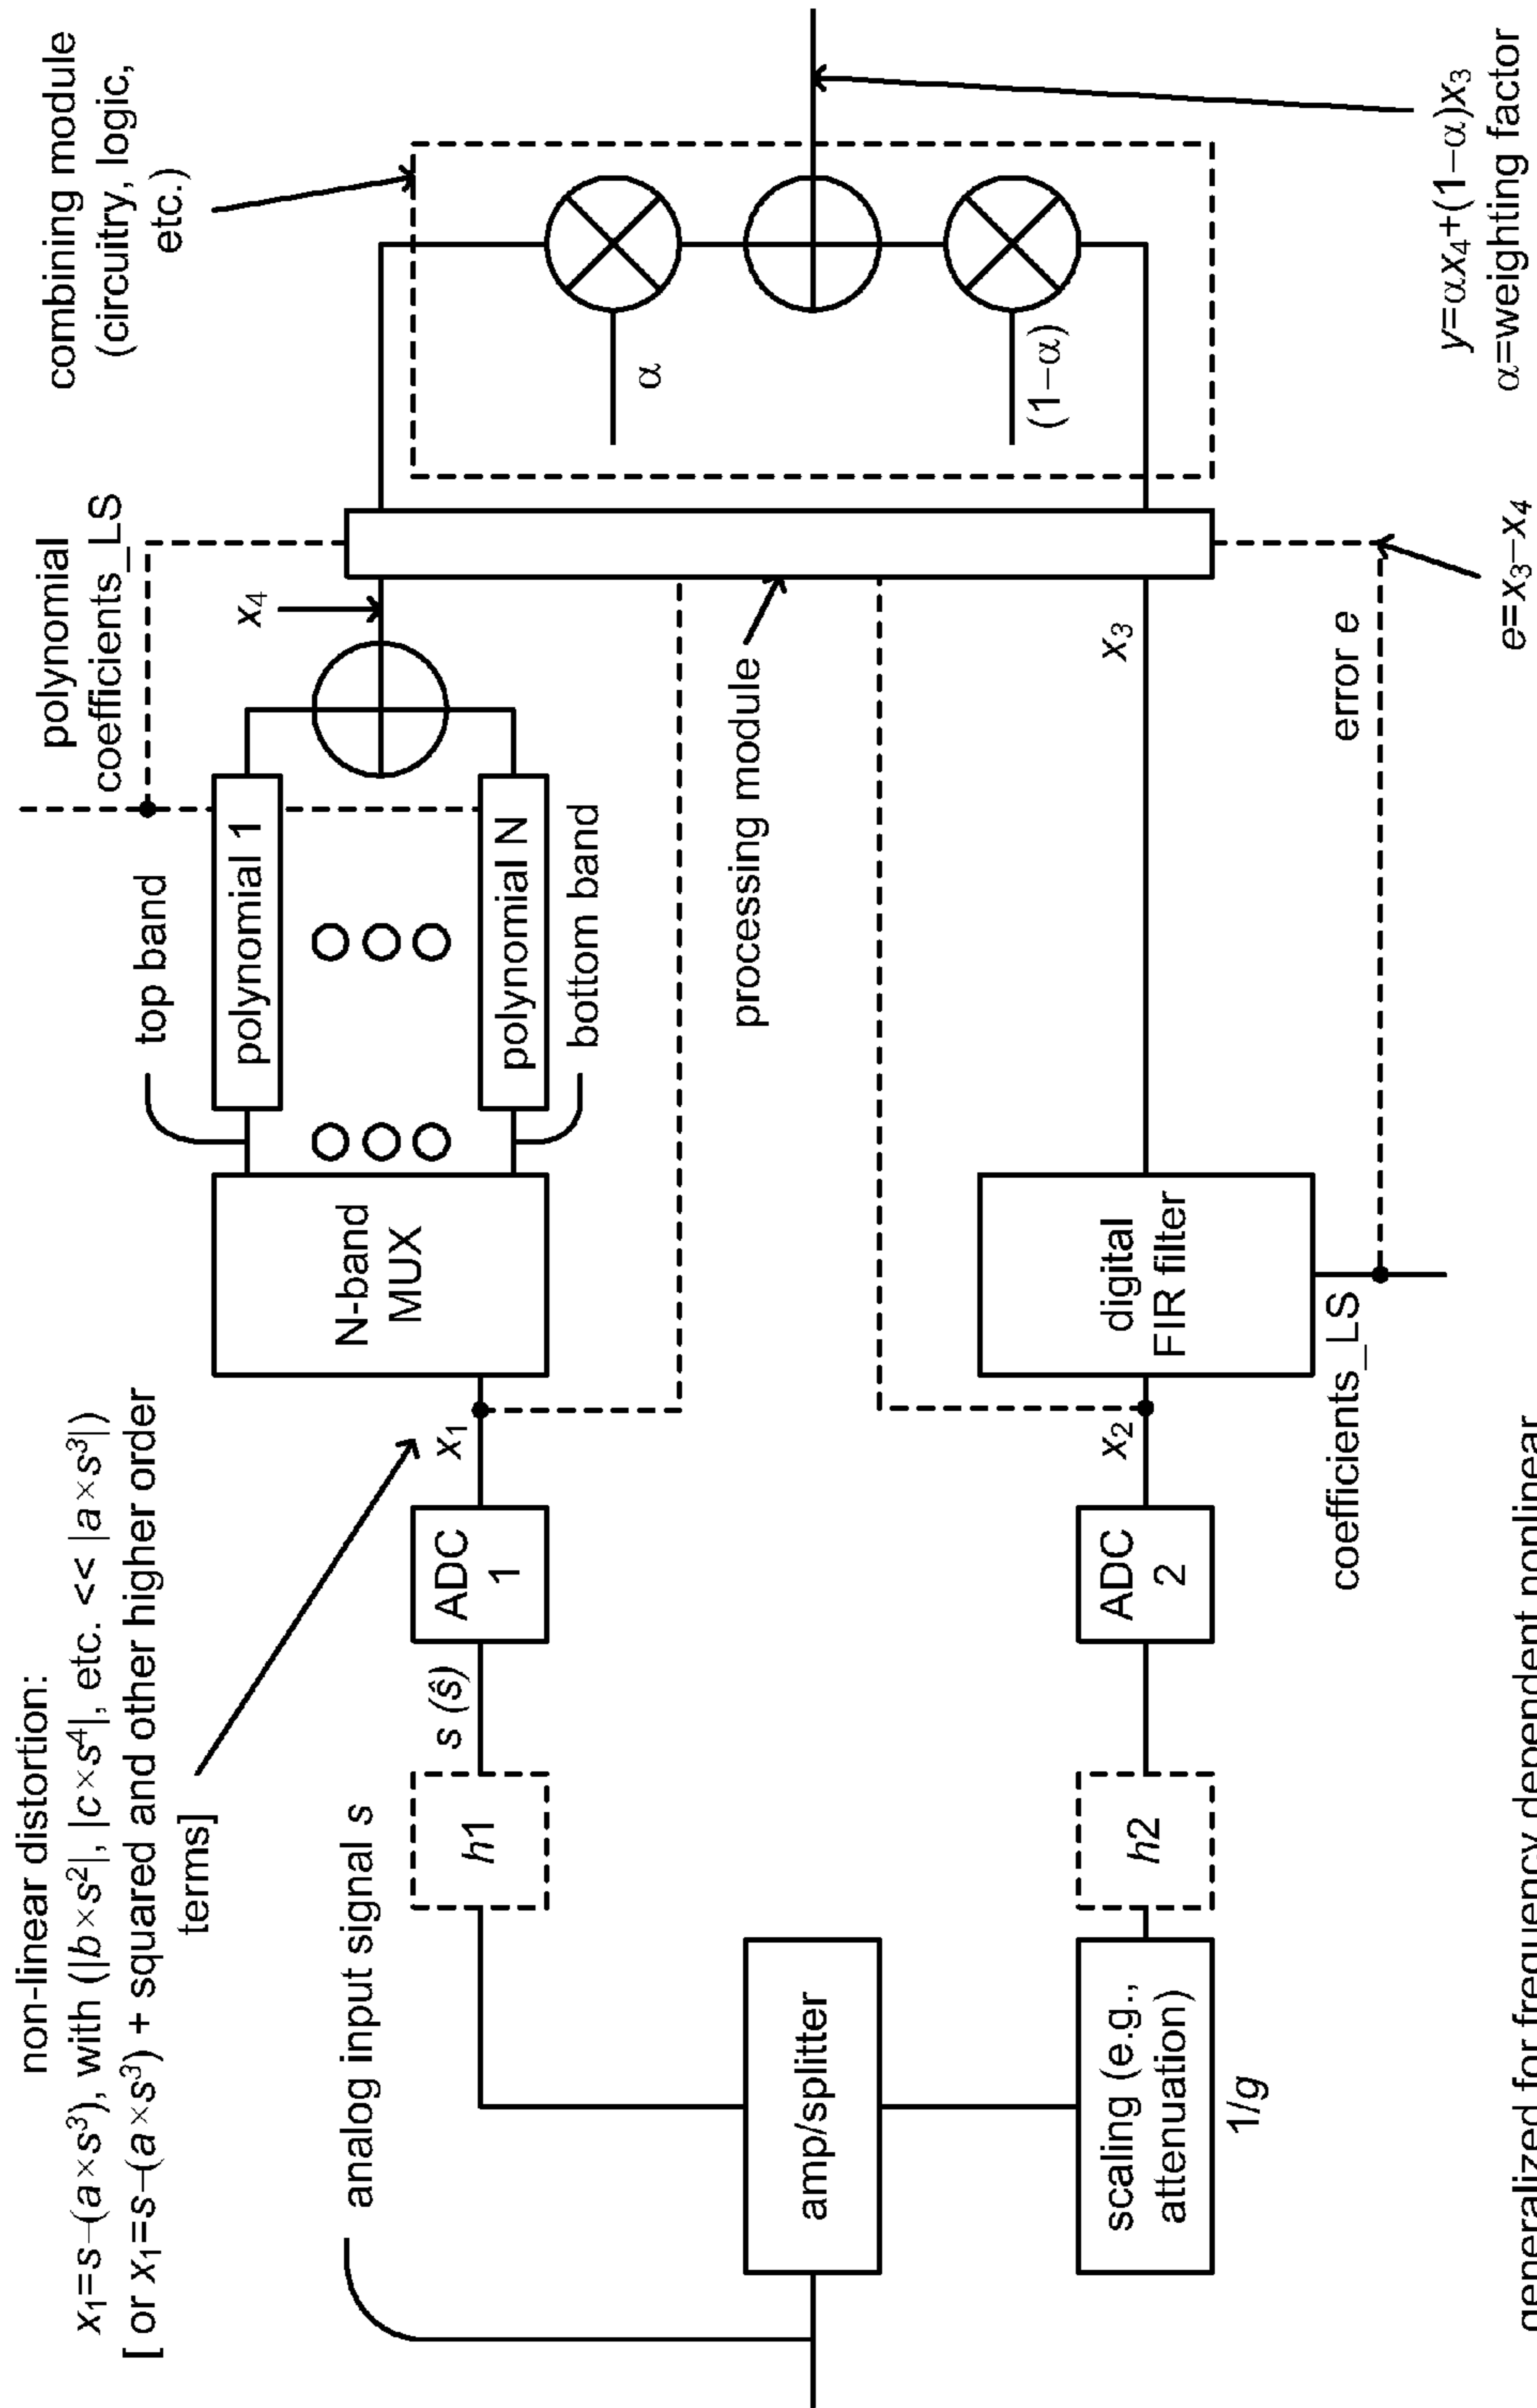 non-linear distortion:
x₁=s−(a×s³), with (|b×s²|, |c×s⁴|, etc. << |a×s³|)
[ or x₁=s−(a×s³) + squared and other higher order
terms]
analog input signal s
amp/splitter
scaling (e.g.,
attenuation)
1/g
h1
h2
s (ŝ)
ADC
1
ADC
2
x₁
x₂
N-band
MUX
digital
FIR filter
coefficients_LS
top band
polynomial 1
polynomial N
bottom band
polynomial
coefficients_LS
x₄
processing module
x₃
error e
e=x₃−x₄
combining module
(circuitry, logic,
etc.)
α
(1−α)
y=αx₄+(1−α)x₃
α=weighting factor
generalized for frequency dependent nonlinear